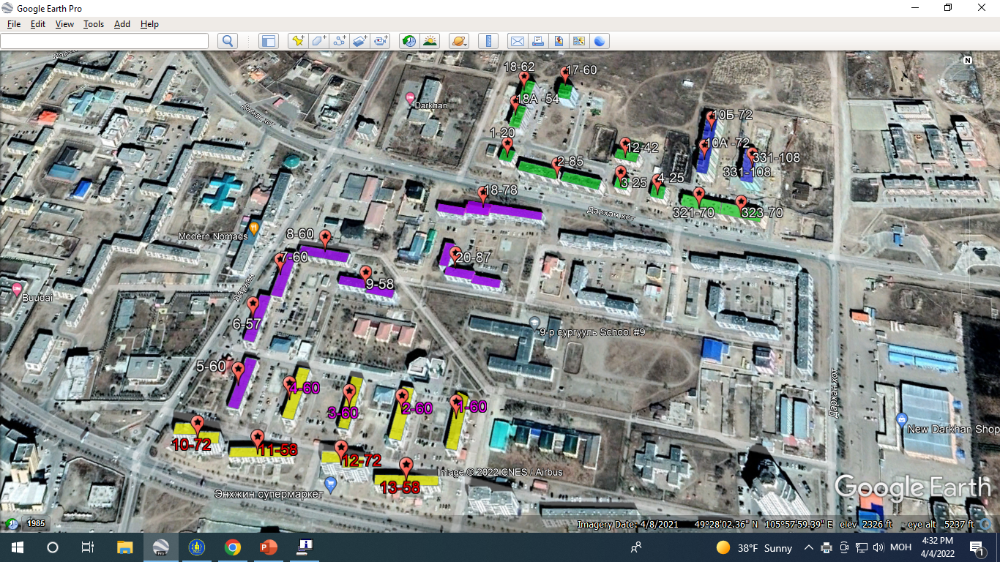 Google Earth Pro
File Edit View Tools Add Help
18-62
17-60
18A -54
Darkhan
Дархан хот
1-20
2-85
12-42
10Б-72
10А -72
331-108
331-108
3-25
4-25
321-70
323-70
18-78
Дархан хот
Modern Nomads
8-60
7-60
20-87
9-58
Дархан
Buudai
6-57
9-р сургууль School #9
5-60
4-60
3-60
2-60
1-60
Дархан хот
New Darkhan Shop
10-72
11-58
12-72
13-58
Image © 2022 CNES / Airbus
Энхжин супермаркет
Google Earth
1985
Imagery Date: 4/8/2021 49°28'02.36" N 105°57'59.39" E elev 2326 ft eye alt 5237 ft
38°F Sunny
МОН
4:32 PM
4/4/2022
1